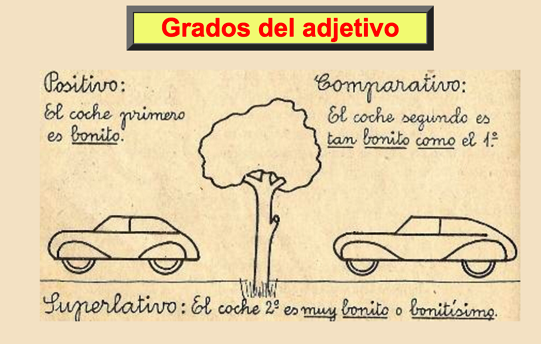 Grados del adjetivo
Positivo:
El coche primero
es bonito.
Comparativo:
El coche segundo es
tan bonito como el 1.º
Superlativo: El coche 2º es muy bonito o bonitísimo.